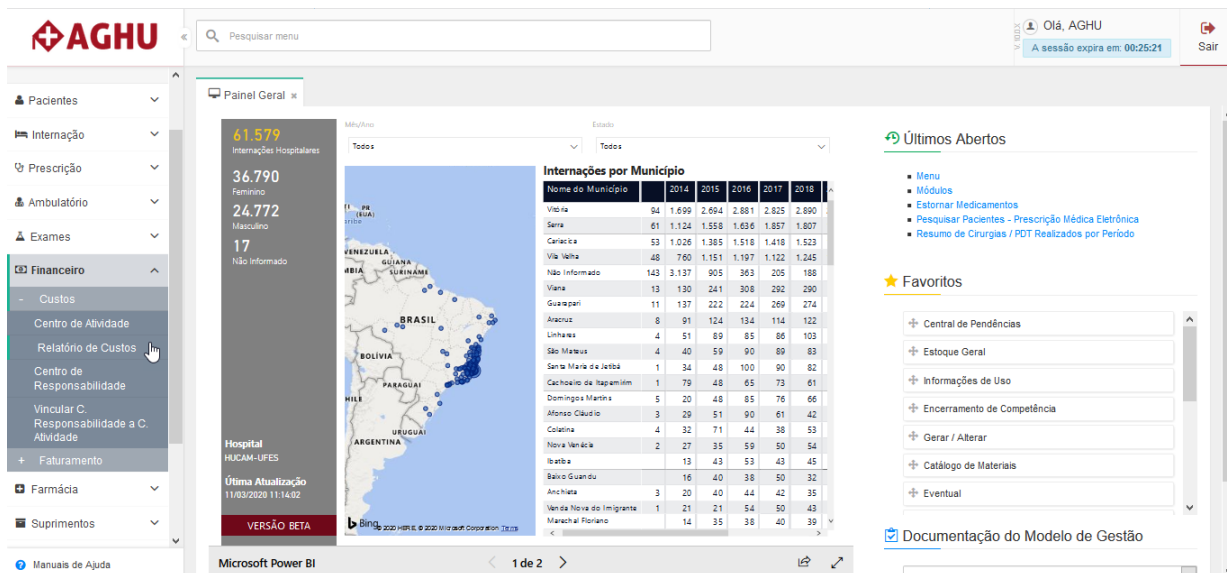 AGHU
«
Pesquisar menu
V. 10.0.X
Olá, AGHU
A sessão expira em: 00:25:21
Sair
Pacientes
Internação
Prescrição
Ambulatório
Exames
Financeiro
- Custos
Centro de Atividade
Relatório de Custos
Centro de
Responsabilidade
Vincular C.
Responsabilidade a C.
Atividade
+ Faturamento
Farmácia
Suprimentos
Manuais de Ajuda
Painel Geral
61.579
Internações Hospitalares
36.790
Feminino
24.772
Masculino
17
Não Informado
Hospital
HUCAM-UFES
Útima Atualização
11/03/2020 11:14:02
VERSÃO BETA
Mês/Ano
Todos
Estado
Todos
PR
(EUA)
VENEZUELA
GUIANA
SURINAME
BRASIL
BOLÍVIA
PARAGUAI
URUGUAI
ARGENTINA
Bing
© 2020 HERE, © 2020 Microsoft Corporation Terms
Internações por Município
Nome do Município 2014 2015 2016 2017 2018
Vitória 94 1.699 2.694 2.881 2.825 2.890
Serra 61 1.124 1.558 1.636 1.857 1.807
Cariacica 53 1.026 1.385 1.518 1.418 1.523
Vila Velha 48 760 1.151 1.197 1.122 1.245
Não Informado 143 3.137 905 363 205 188
Viana 13 130 241 308 292 290
Guarapari 11 137 222 224 269 274
Aracruz 8 91 124 134 114 122
Linhares 4 51 89 85 86 103
São Mateus 4 40 59 90 89 83
Santa Maria de Jetibá 1 34 48 100 90 82
Cachoeiro de Itapemirim 1 79 48 65 73 61
Domingos Martins 5 20 48 85 76 66
Afonso Cláudio 3 29 51 90 61 42
Colatina 4 32 71 44 38 53
Nova Venécia 2 27 35 59 50 54
Ibatiba 13 43 53 43 45
Baixo Guandu 16 40 38 50 32
Anchieta 3 20 40 44 42 35
Venda Nova do Imigrante 1 21 21 54 50 43
Marechal Floriano 14 35 38 40 39
Microsoft Power BI
1 de 2
Últimos Abertos
Menu
Módulos
Estornar Medicamentos
Pesquisar Pacientes - Prescrição Médica Eletrônica
Resumo de Cirurgias / PDT Realizados por Período
Favoritos
Central de Pendências
Estoque Geral
Informações de Uso
Encerramento de Competência
Gerar / Alterar
Catálogo de Materiais
Eventual
Documentação do Modelo de Gestão